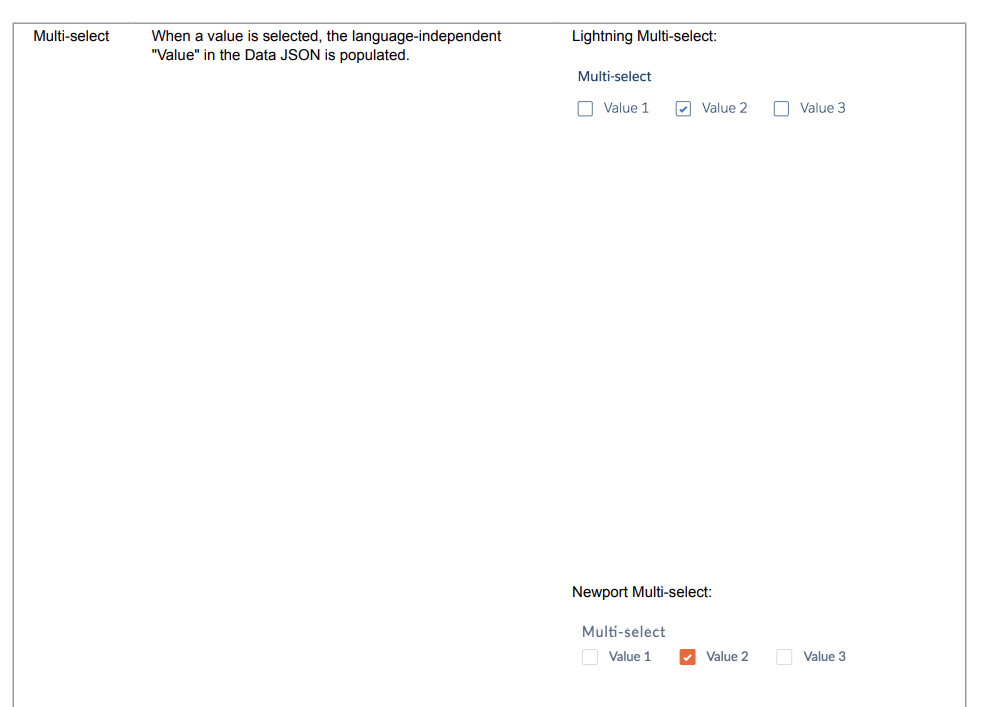 Multi-select
When a value is selected, the language-independent
"Value" in the Data JSON is populated.
Lightning Multi-select:
Multi-select
Value 1 Value 2 Value 3
Newport Multi-select:
Multi-select
Value 1 Value 2 Value 3